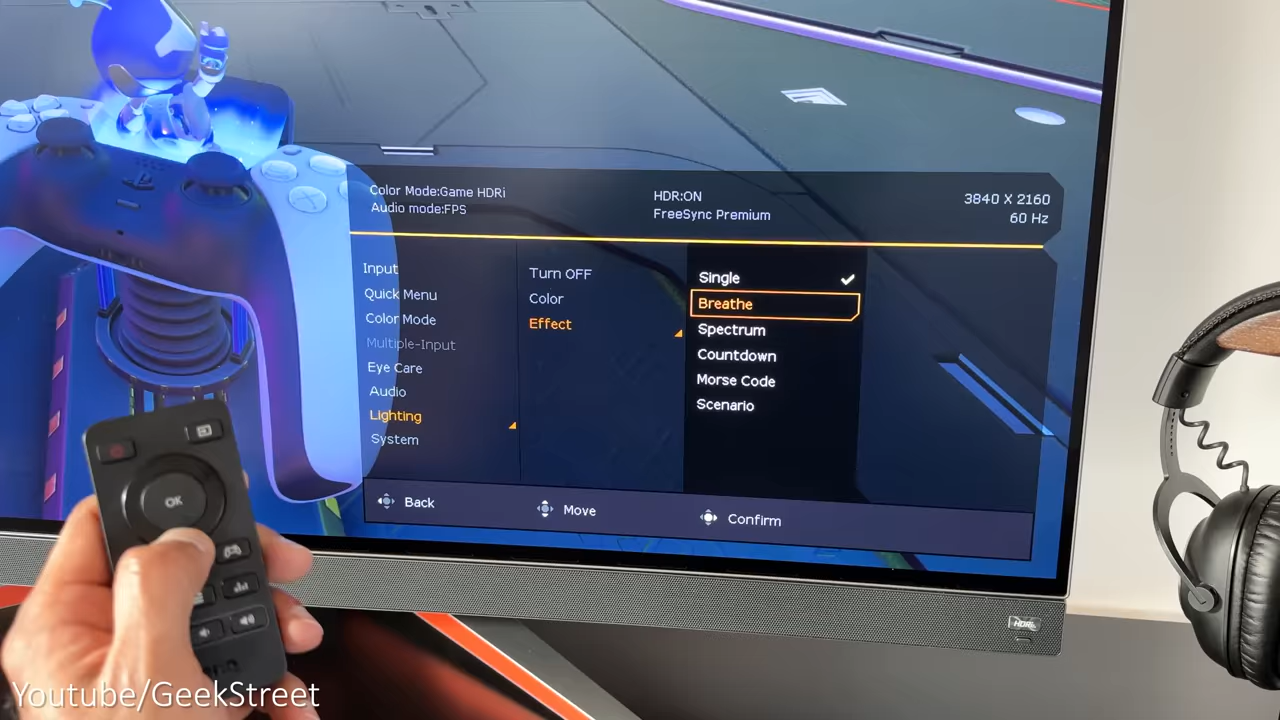 Color Mode:Game HDRi
Audio mode:FPS
HDR:ON
FreeSync Premium
3840 X 2160
60 Hz
Input
Quick Menu
Color Mode
Multiple-Input
Eye Care
Audio
Lighting
System
Turn OFF
Color
Effect
Single
Breathe
Spectrum
Countdown
Morse Code
Scenario
Back
Move
Confirm
OK
HDRi
Youtube/GeekStreet